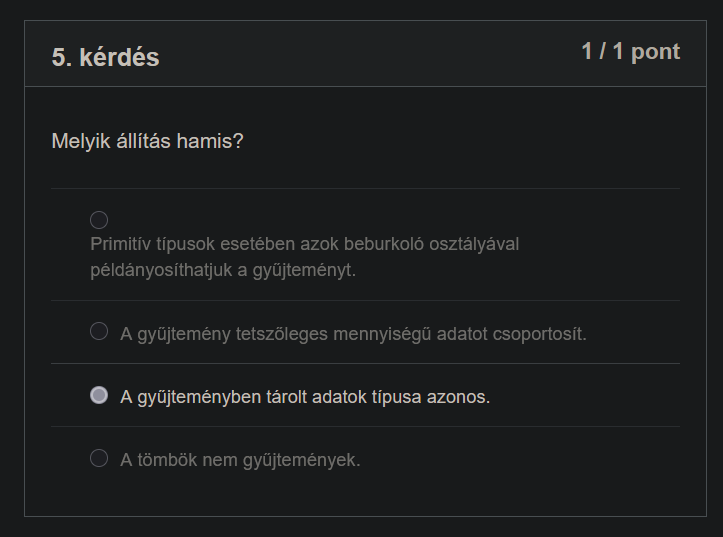 5. kérdés
1 / 1 pont
Melyik állítás hamis?
Primitív típusok esetében azok beburkoló osztályával
példányosíthatjuk a gyűjteményt.
A gyűjtemény tetszõleges mennyiségű adatot csoportosít.
A gyűjteményben tárolt adatok típusa azonos.
A tömbök nem gyűjtemények.